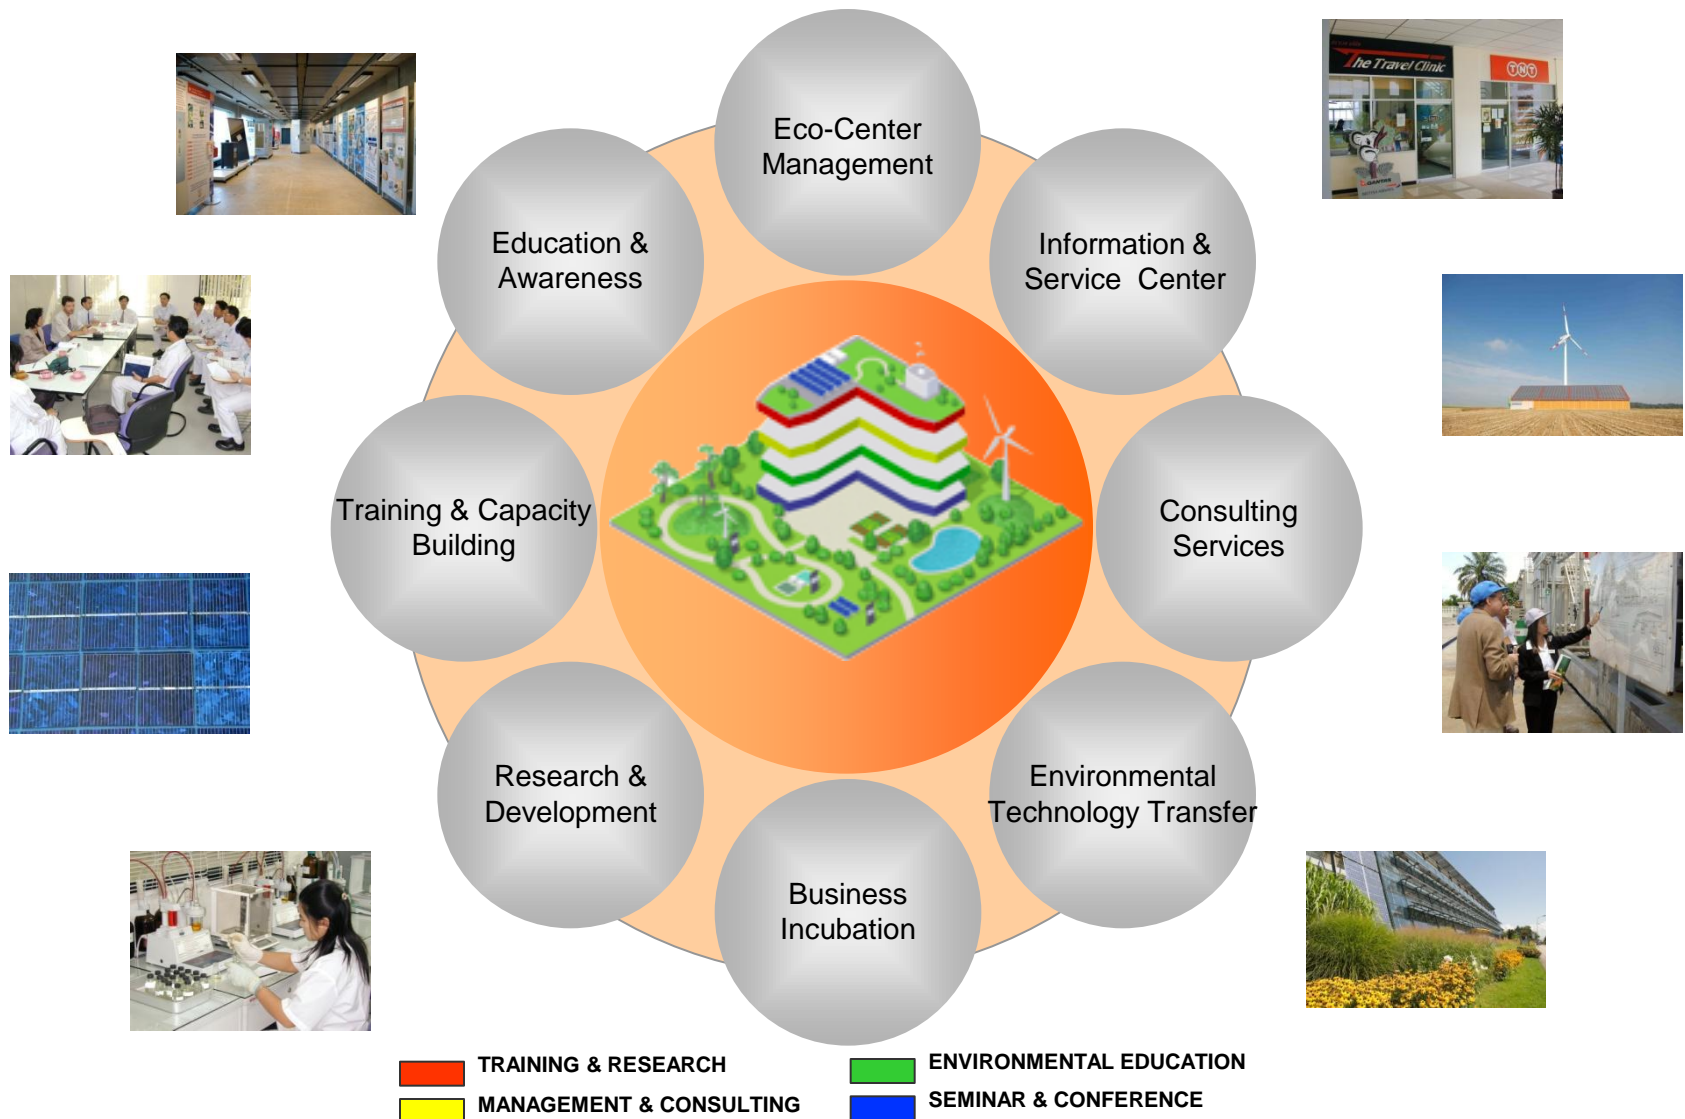 The Travel Clinic
TNT
Eco-Center
Management
Education &
Awareness
Information &
Service Center
Training & Capacity
Building
Consulting
Services
Research &
Development
Environmental
Technology Transfer
Business
Incubation
TRAINING & RESEARCH
ENVIRONMENTAL EDUCATION
MANAGEMENT & CONSULTING
SEMINAR & CONFERENCE